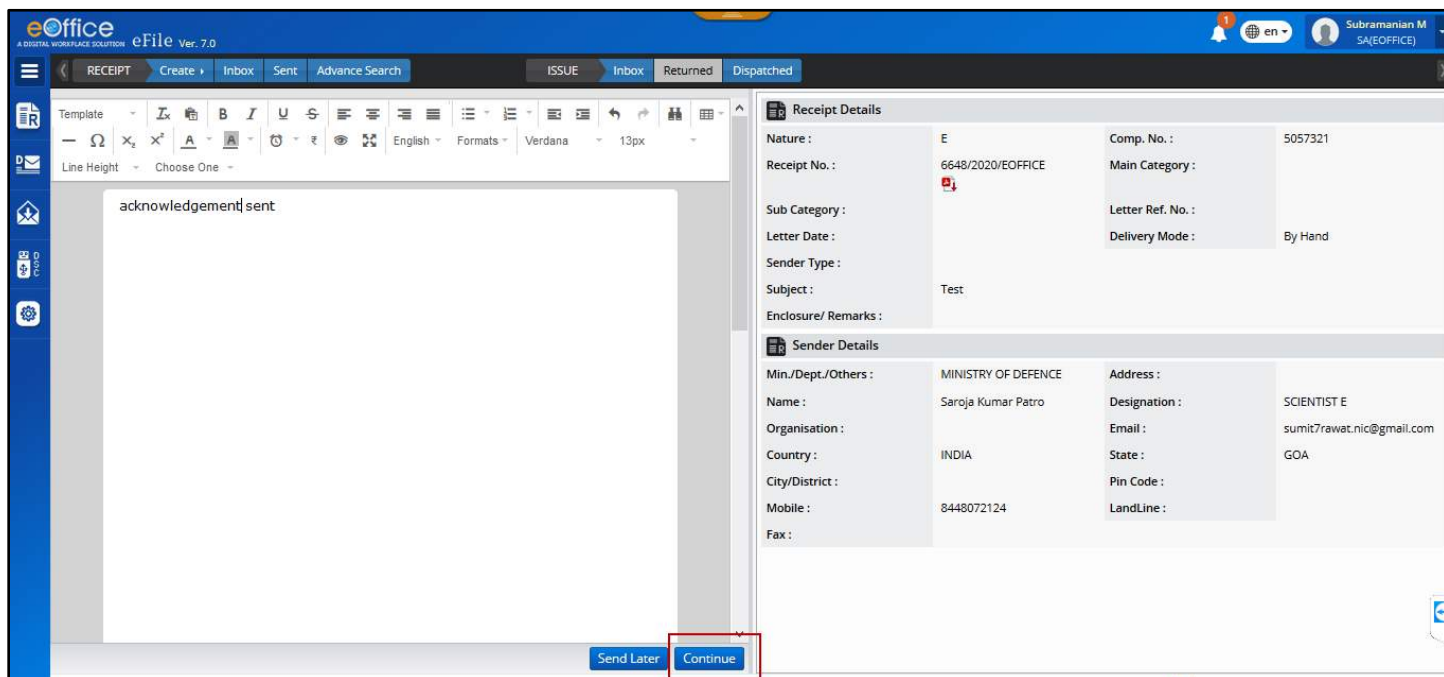 eOffice
A DIGITAL WORKPLACE SOLUTION eFile Ver. 7.0
1
en
Subramanian M
SA(EOFFICE)
RECEIPT Create Inbox Sent Advance Search ISSUE Inbox Returned Dispatched
Template B I U S
Ω X₂ X² A A ₹ English Formats Verdana 13px
Line Height Choose One
acknowledgement sent
DSC
Send Later Continue
Receipt Details
Nature : E Comp. No. : 5057321
Receipt No. : 6648/2020/EOFFICE Main Category :
Sub Category : Letter Ref. No. :
Letter Date : Delivery Mode : By Hand
Sender Type :
Subject : Test
Enclosure/ Remarks :
Sender Details
Min./Dept./Others : MINISTRY OF DEFENCE Address :
Name : Saroja Kumar Patro Designation : SCIENTIST E
Organisation : Email : sumit7rawat.nic@gmail.com
Country : INDIA State : GOA
City/District : Pin Code :
Mobile : 8448072124 LandLine :
Fax :